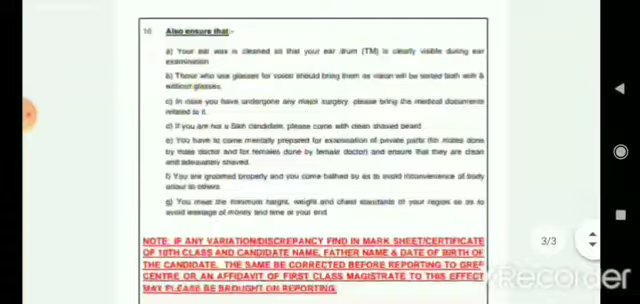 16 Also ensure that:-
a) Your ear wax is cleaned so that your ear drum (TM) is clearly visible during ear
examination
b) Those who use glasses for vision should bring them as vision will be tested both with &
without glasses.
c) In case you have undergone any major surgery, please bring the medical documents
related to it.
d) If you are not a Sikh candidate, please come with clean shaved beard.
e) You have to come mentally prepared for examination of private parts (for males done
by male doctor and for females done by female doctor) and ensure that they are clean
and adequately shaved.
f) You are groomed properly and you come bathed so as to avoid inconvenience of body
odour to others
g) You meet the minimum height, weight and chest standards of your region so as to
avoid wastage of money and time on your end.
NOTE: IF ANY VARIATION/DISCREPANCY FIND IN MARK SHEET/CERTIFICATE
OF 10TH CLASS AND CANDIDATE NAME, FATHER NAME & DATE OF BIRTH OF
THE CANDIDATE. THE SAME BE CORRECTED BEFORE REPORTING TO GREF
CENTRE OR AN AFFIDAVIT OF FIRST CLASS MAGISTRATE TO THIS EFFECT
MAY PLEASE BE BROUGHT ON REPORTING.
3/3
Recorder